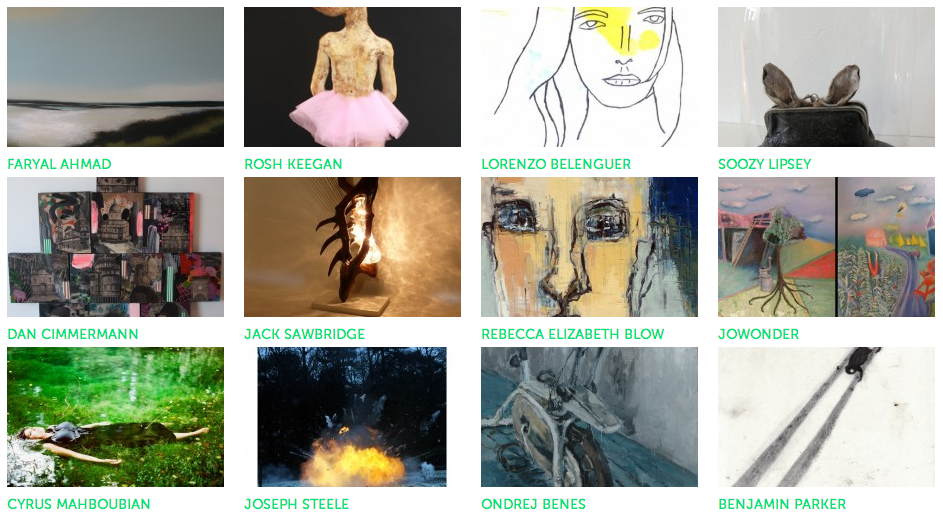 FARYAL AHMAD
ROSH KEEGAN
LORENZO BELENGUER
SOOZY LIPSEY
DAN CIMMERMANN
JACK SAWBRIDGE
REBECCA ELIZABETH BLOW
JOWONDER
CYRUS MAHBOUBIAN
JOSEPH STEELE
ONDREJ BENES
BENJAMIN PARKER